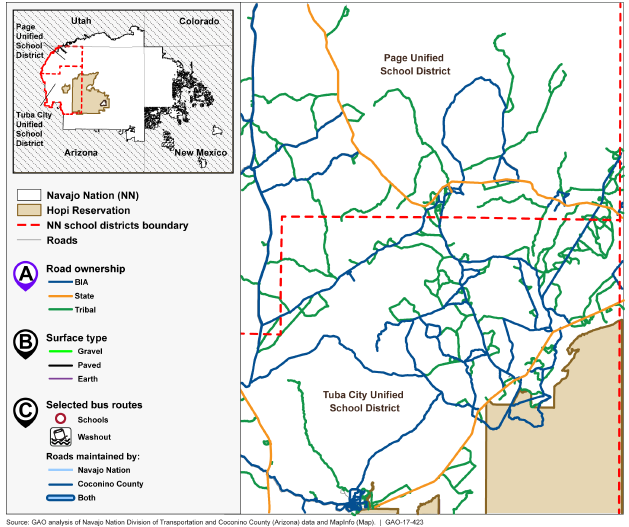 Utah
Colorado
Page
Unified
School
District
Tuba City
Unified
School
District
Arizona
New Mexico
Navajo Nation (NN)
Hopi Reservation
NN school districts boundary
Roads
A
Road ownership
BIA
State
Tribal
B
Surface type
Gravel
Paved
Earth
C
Selected bus routes
Schools
Washout
Roads maintained by:
Navajo Nation
Coconino County
Both
Page Unified
School District
Tuba City Unified
School District
Source: GAO analysis of Navajo Nation Division of Transportation and Coconino County (Arizona) data and MapInfo (Map). | GAO-17-423